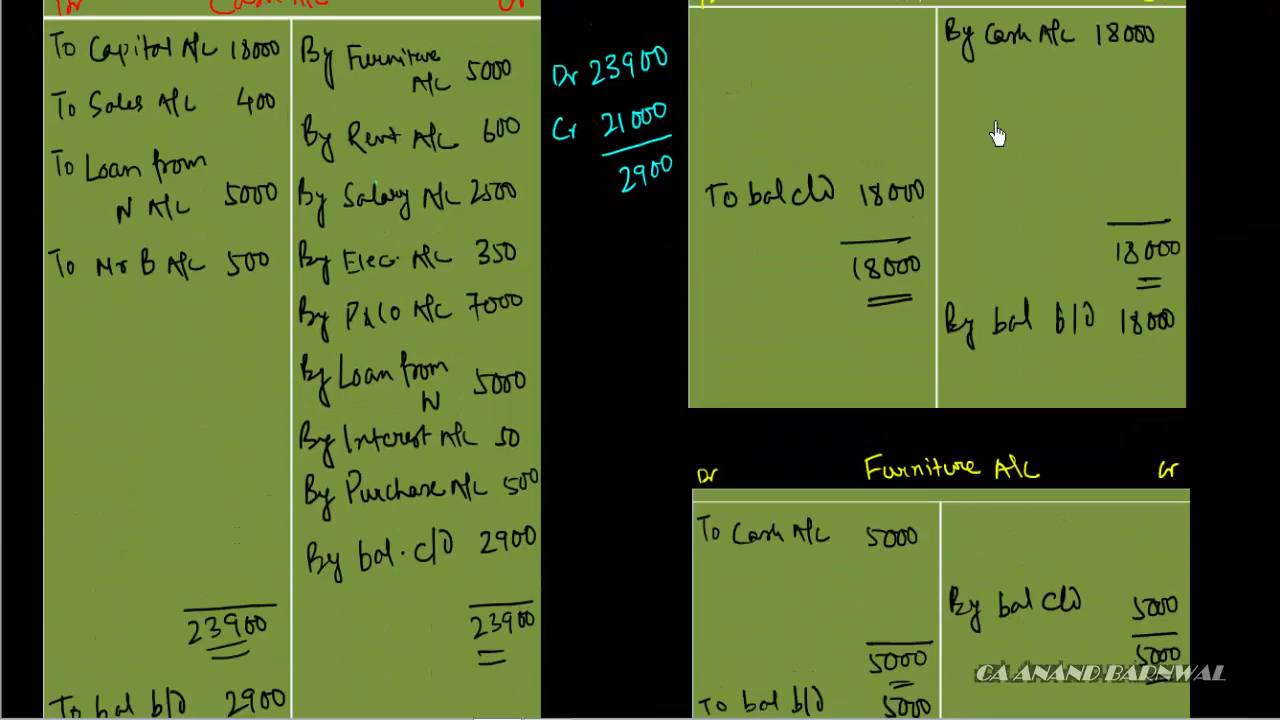 Dr Cash A/c Cr
To Capital A/c 18000
To Sales A/c 400
To Loan from
N A/c 5000
To Mr B A/c 500
23900
To bal b/d 2900
By Furniture
A/c 5000
By Rent A/c 600
By Salary A/c 2500
By Elec. A/c 350
By P&Co A/c 7000
By Loan from
N 5000
By Interest A/c 50
By Purchase A/c 500
By bal. c/d 2900
23900
Dr 23900
Cr 21000
2900
By Cash A/c 18000
To bal c/d 18000
18000
18000
By bal b/d 18000
Dr Furniture A/c Cr
To Cash A/c 5000
By bal c/d 5000
5000
5000
To bal b/d 5000
CA ANAND BARNWAL